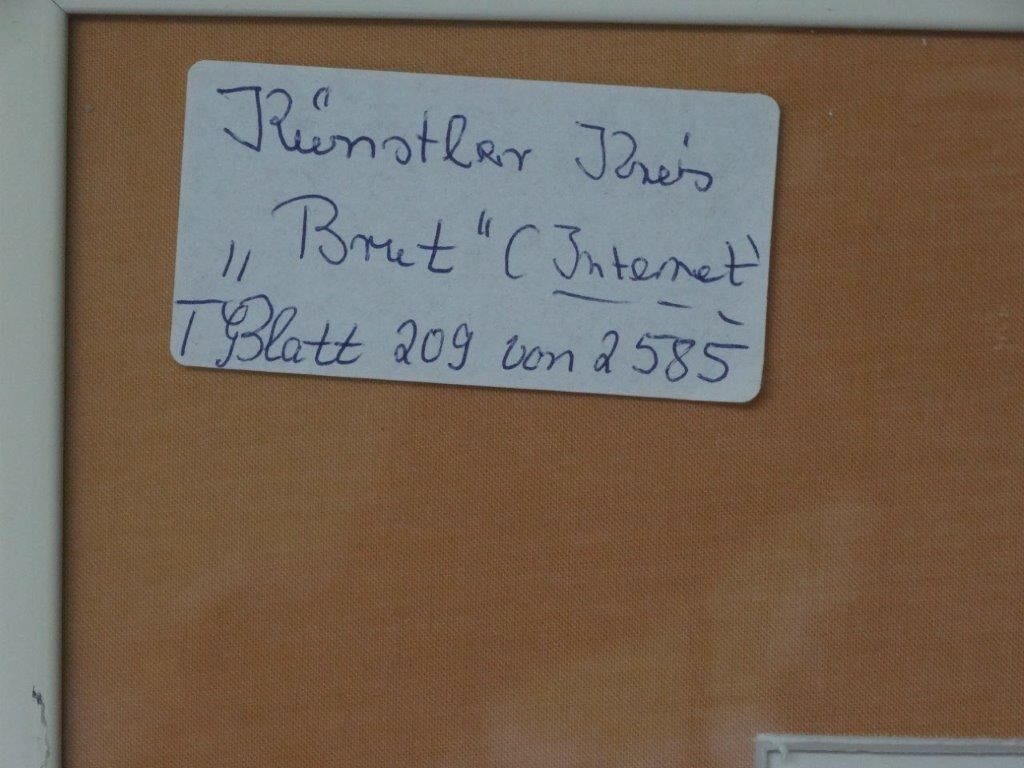 Künstler Kreis
„Brut“ (Internet)
Blatt 209 von 2585